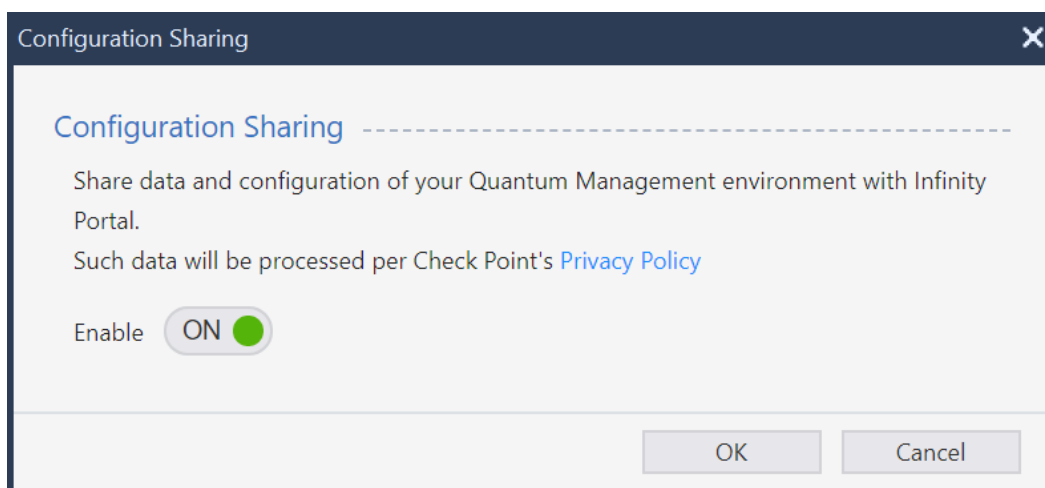 Configuration Sharing
Configuration Sharing
Share data and configuration of your Quantum Management environment with Infinity
Portal.
Such data will be processed per Check Point's Privacy Policy
Enable ON
OK Cancel